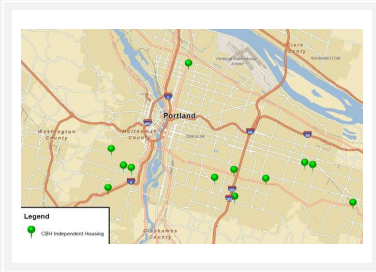 Clark
County
WASHINGTON
Portland International
Airport
Portland
Washington
County
Multnomah
County
OREGON
Clackamas
County
Legend
CBH Independent Housing